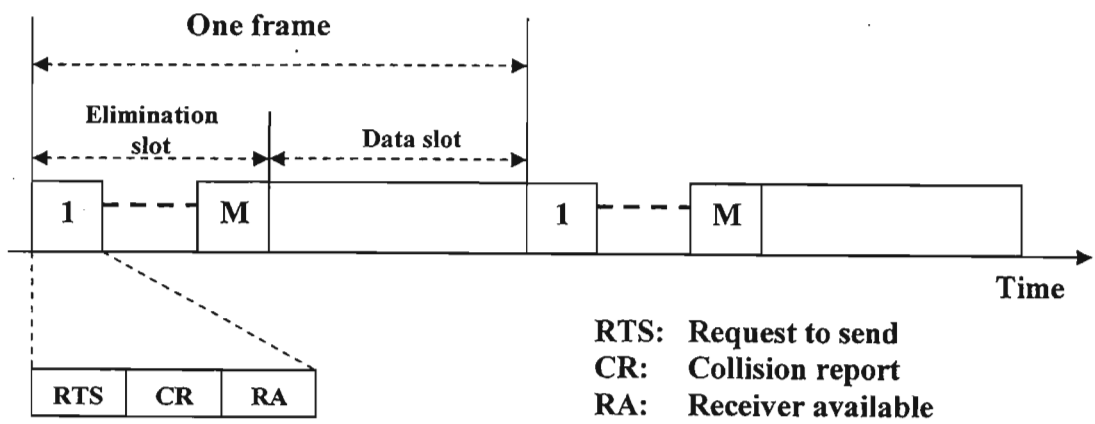 One frame
Elimination
slot
Data slot
1
M
1
M
Time
RTS: Request to send
CR: Collision report
RA: Receiver available
RTS CR RA